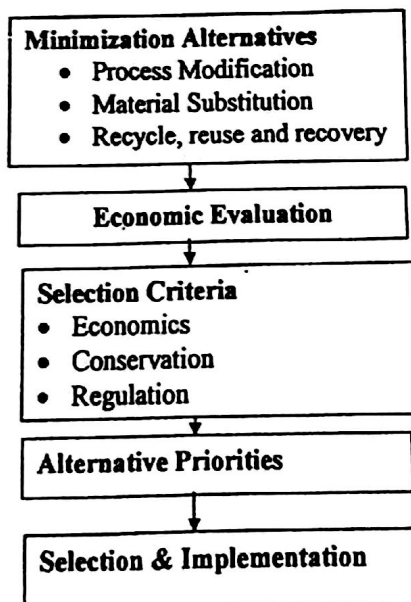 Minimization Alternatives
• Process Modification
• Material Substitution
• Recycle, reuse and recovery
Economic Evaluation
Selection Criteria
• Economics
• Conservation
• Regulation
Alternative Priorities
Selection & Implementation